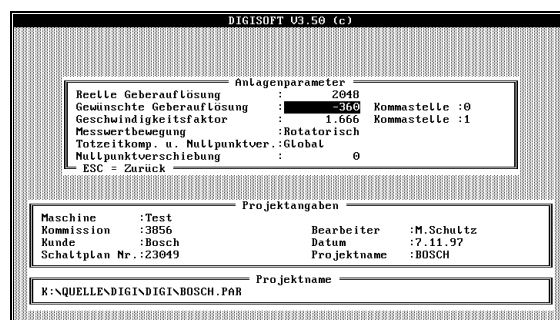 DIGISOFT V3.50 (c)
Anlagenparameter
Reelle Geberauflösung : 2048
Gewünschte Geberauflösung : -360 Kommastelle :0
Geschwindigkeitsfaktor : 1.666 Kommastelle :1
Messwertbewegung :Rotatorisch
Totzeitkomp. u. Nullpunktver.:Global
Nullpunktverschiebung : 0
ESC = Zurück
Projektangaben
Maschine :Test
Kommission :3856 Bearbeiter :M.Schultz
Kunde :Bosch Datum :7.11.97
Schaltplan Nr.:23049 Projektname :BOSCH
Projektname
K:\QUELLE\DIGI\DIGI\BOSCH.PAR